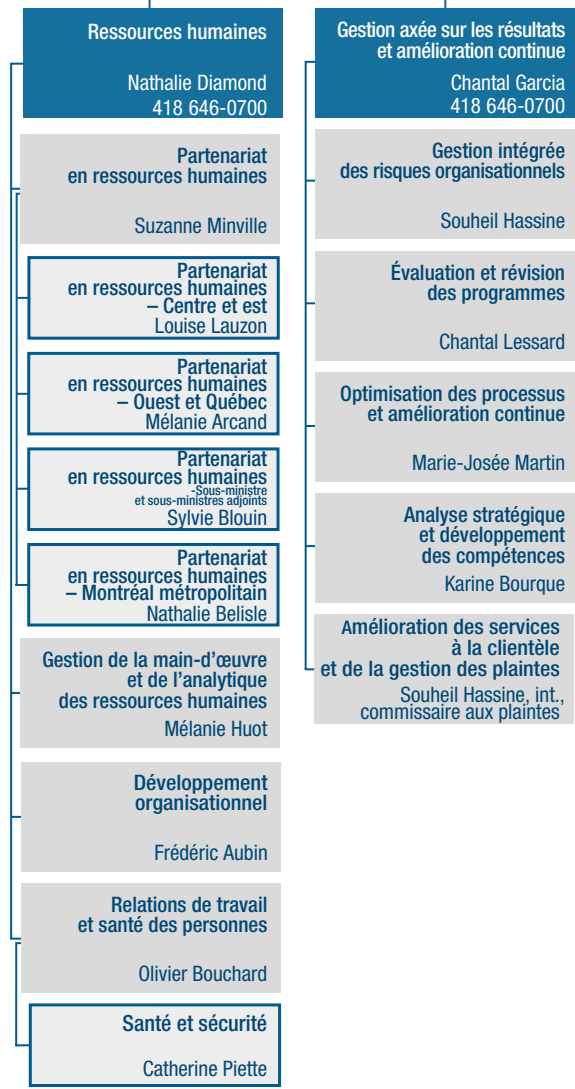 Ressources humaines
Nathalie Diamond
418 646-0700
Partenariat
en ressources humaines
Suzanne Minville
Partenariat
en ressources humaines
– Centre et est
Louise Lauzon
Partenariat
en ressources humaines
– Ouest et Québec
Mélanie Arcand
Partenariat
en ressources humaines
-Sous-ministre
et sous-ministres adjoints
Sylvie Blouin
Partenariat
en ressources humaines
– Montréal métropolitain
Nathalie Belisle
Gestion de la main-d’œuvre
et de l’analytique
des ressources humaines
Mélanie Huot
Développement
organisationnel
Frédéric Aubin
Relations de travail
et santé des personnes
Olivier Bouchard
Santé et sécurité
Catherine Piette
Gestion axée sur les résultats
et amélioration continue
Chantal Garcia
418 646-0700
Gestion intégrée
des risques organisationnels
Souheil Hassine
Évaluation et révision
des programmes
Chantal Lessard
Optimisation des processus
et amélioration continue
Marie-Josée Martin
Analyse stratégique
et développement
des compétences
Karine Bourque
Amélioration des services
à la clientèle
et de la gestion des plaintes
Souheil Hassine, int.,
commissaire aux plaintes